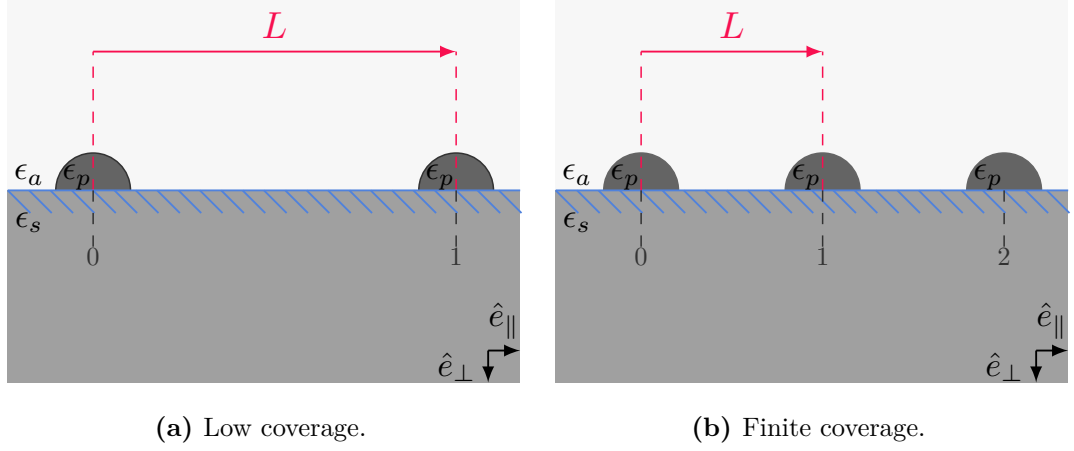 L
ϵₐ ϵₚ ϵₚ
ϵₛ
0 1
ê∥
ê⊥
(a) Low coverage.
L
ϵₐ ϵₚ ϵₚ ϵₚ
ϵₛ
0 1 2
ê∥
ê⊥
(b) Finite coverage.